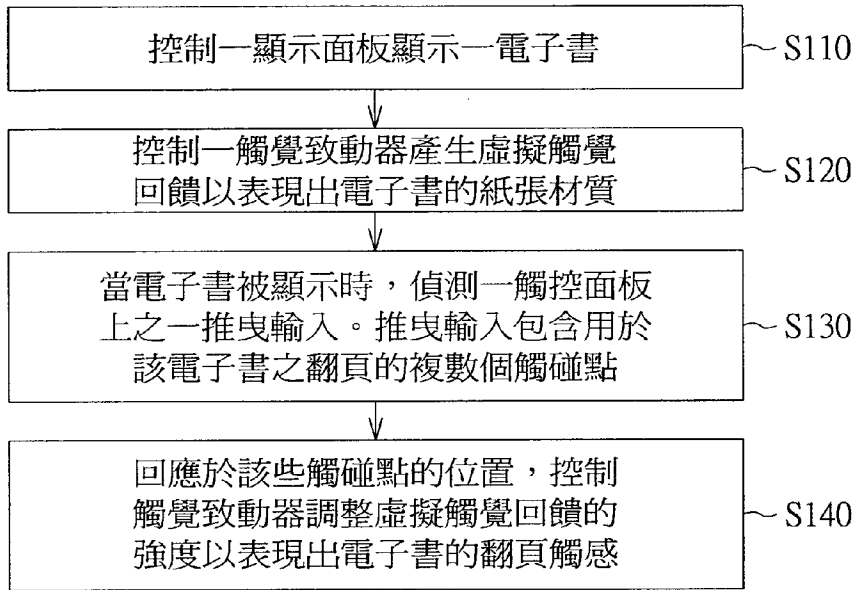 控制一顯示面板顯示一電子書
S110
控制一觸覺致動器產生虛擬觸覺
回饋以表現出電子書的紙張材質
S120
當電子書被顯示時，偵測一觸控面板
上之一推曳輸入。推曳輸入包含用於
該電子書之翻頁的複數個觸碰點
S130
回應於該些觸碰點的位置，控制
觸覺致動器調整虛擬觸覺回饋的
強度以表現出電子書的翻頁觸感
S140